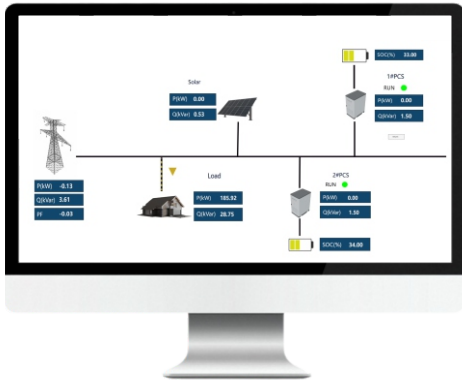 SOC(%) 33.00
1#PCS
RUN
P(kW) 0.00
Q(kVar) 1.50
Solar
P(kW) 0.00
Q(kVar) 0.53
P(kW) -0.13
Q(kVar) 3.61
PF -0.03
Load
P(kW) 185.92
Q(kVar) 28.75
2#PCS
RUN
P(kW) 0.00
Q(kVar) 1.50
SOC(%) 34.00